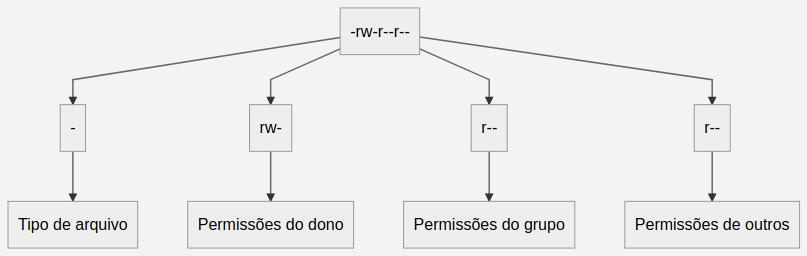 -rw-r--r--
-
rw-
r--
r--
Tipo de arquivo
Permissões do dono
Permissões do grupo
Permissões de outros